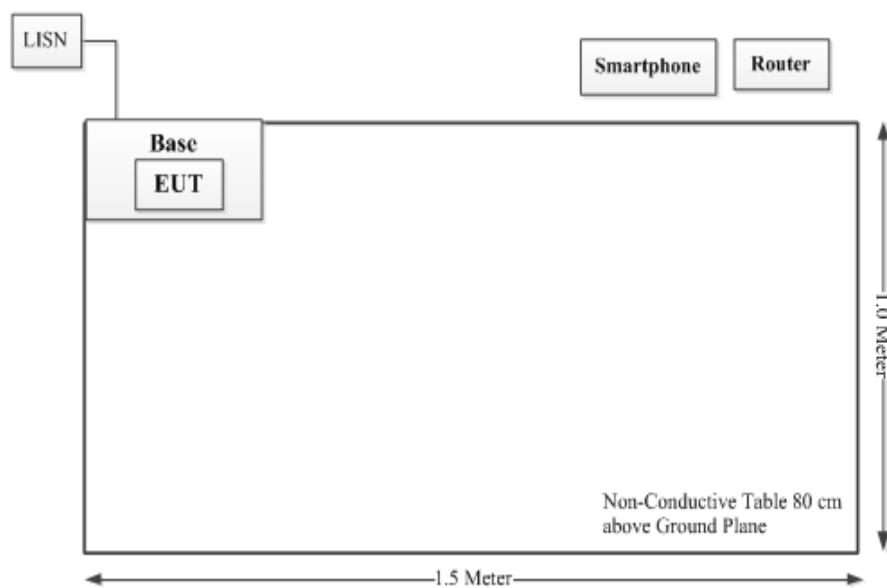 LISN
Smartphone
Router
Base
EUT
1.0 Meter
Non-Conductive Table 80 cm
above Ground Plane
1.5 Meter